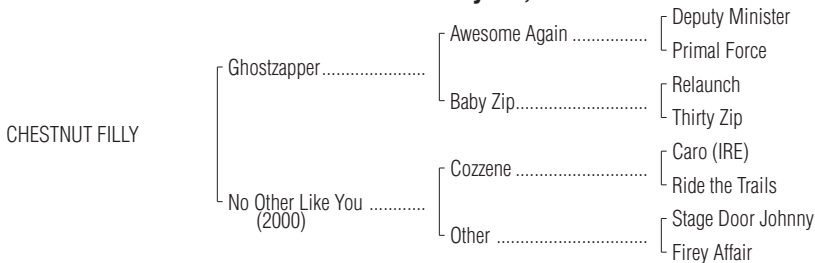 Deputy Minister
Awesome Again ................
Primal Force
Ghostzapper......................
Relaunch
Baby Zip............................
Thirty Zip
CHESTNUT FILLY
Caro (IRE)
Cozzene .............................
Ride the Trails
No Other Like You ............
(2000)
Stage Door Johnny
Other ................................
Firey Affair